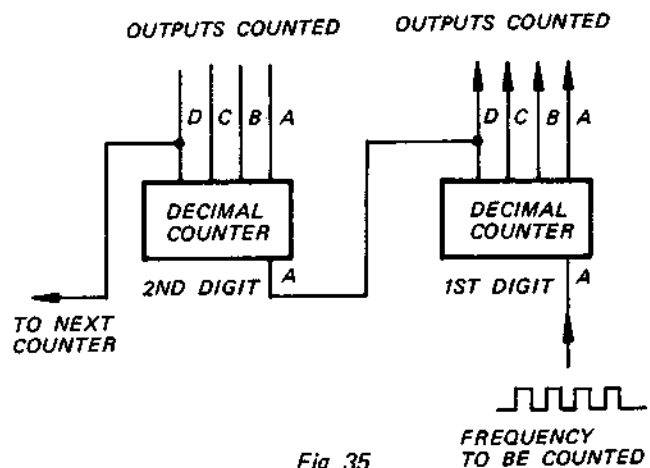 OUTPUTS COUNTED
OUTPUTS COUNTED
D C B A
D C B A
DECIMAL
COUNTER
DECIMAL
COUNTER
A
2ND DIGIT
A
1ST DIGIT
TO NEXT
COUNTER
Fig 35
FREQUENCY
TO BE COUNTED